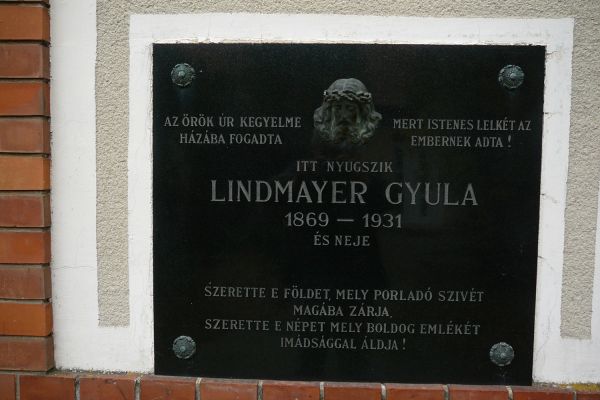 AZ ÖRÖK ÚR KEGYELME
HÁZÁBA FOGADTA
MERT ISTENES LELKÉT AZ
EMBERNEK ADTA !
ITT NYUGSZIK
LINDMAYER GYULA
1869 — 1931
ÉS NEJE
SZERETTE E FÖLDET, MELY PORLADÓ SZIVÉT
MAGÁBA ZÁRJA,
SZERETTE E NÉPET MELY BOLDOG EMLÉKÉT
IMÁDSÁGGAL ÁLDJA !